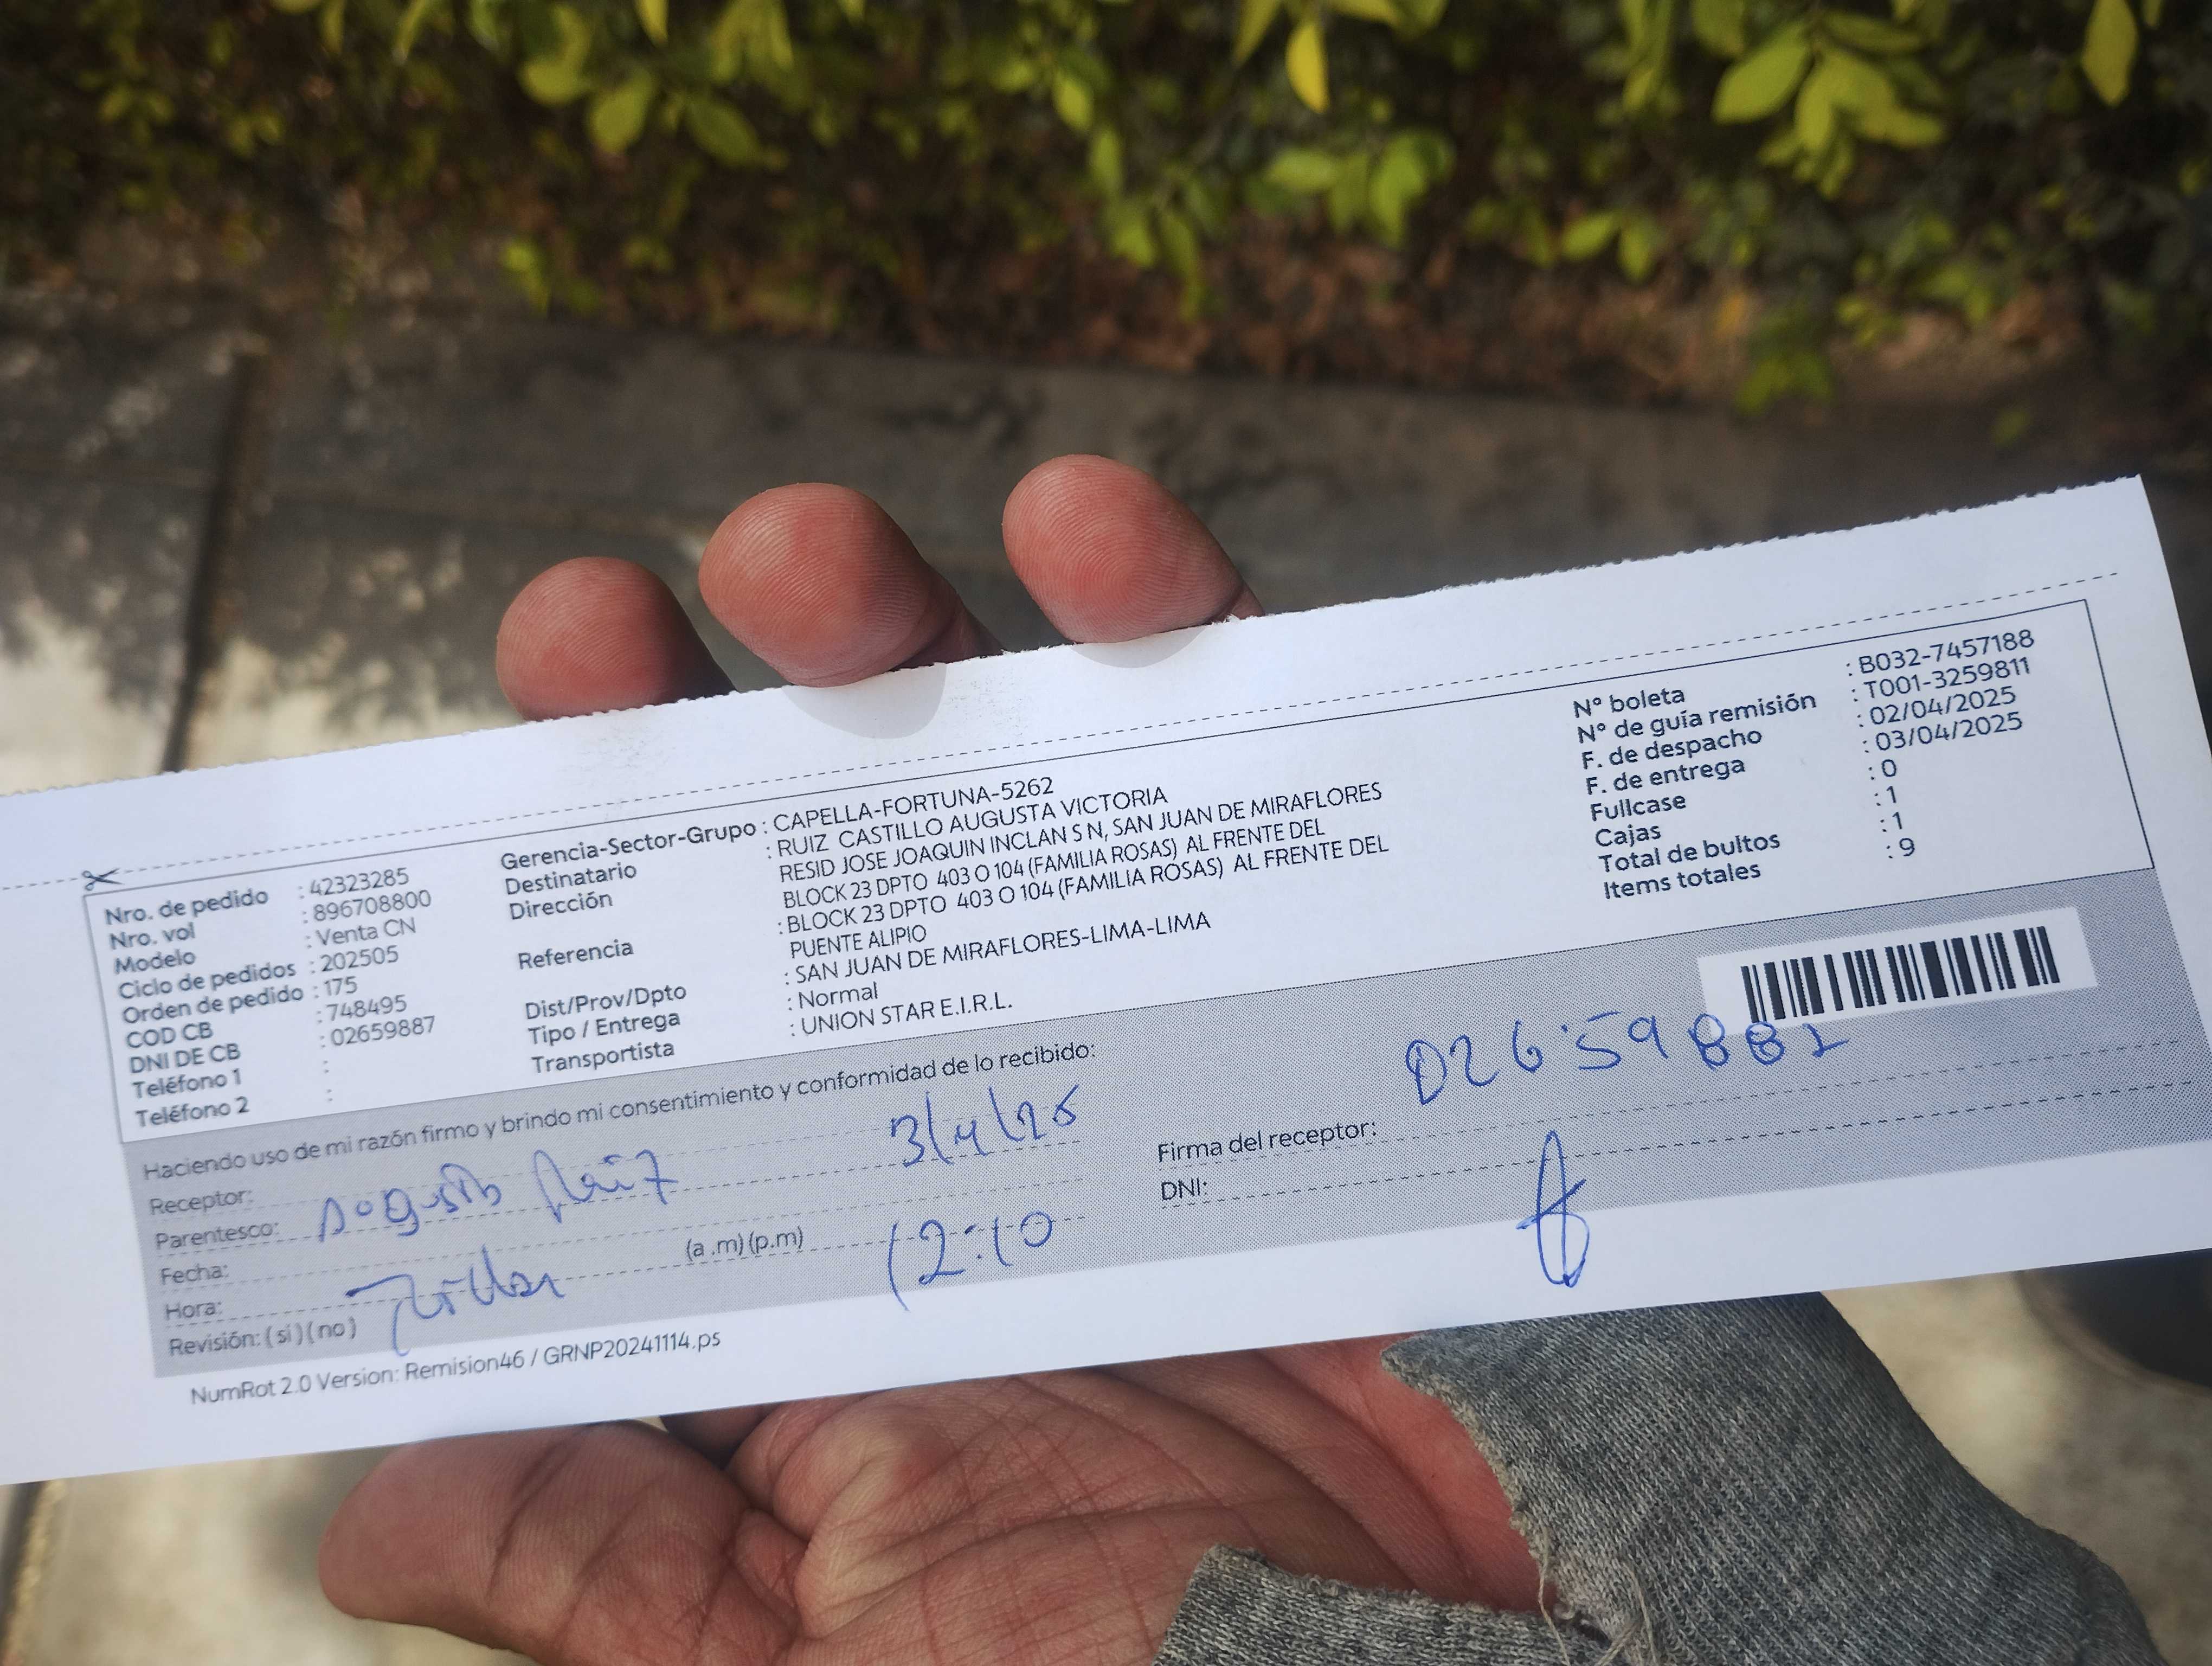 Nro. de pedido : 42323285
Nro. vol : 896708800
Modelo : Venta CN
Ciclo de pedidos : 202505
Orden de pedido : 175
COD CB : 748495
DNI DE CB : 02659887
Teléfono 1 :
Teléfono 2 :
Gerencia-Sector-Grupo : CAPELLA-FORTUNA-5262
Destinatario : RUIZ CASTILLO AUGUSTA VICTORIA
Dirección RESID JOSE JOAQUIN INCLAN S N, SAN JUAN DE MIRAFLORES
BLOCK 23 DPTO 403 O 104 (FAMILIA ROSAS) AL FRENTE DEL
Referencia : BLOCK 23 DPTO 403 O 104 (FAMILIA ROSAS) AL FRENTE DEL
PUENTE ALIPIO
Dist/Prov/Dpto : SAN JUAN DE MIRAFLORES-LIMA-LIMA
Tipo / Entrega : Normal
Transportista : UNION STAR E.I.R.L.
N° boleta : B032-7457188
N° de guía remisión : T001-3259811
F. de despacho : 02/04/2025
F. de entrega : 03/04/2025
Fullcase : 0
Cajas : 1
Total de bultos : 1
Items totales : 9
Haciendo uso de mi razón firmo y brindo mi consentimiento y conformidad de lo recibido:
Receptor:
Parentesco:
Fecha:
Hora: (a .m) (p.m)
Revisión: ( si ) ( no )
3/4/25
12:10
Firma del receptor:
DNI:
NumRot 2.0 Version: Remision46 / GRNP20241114.ps